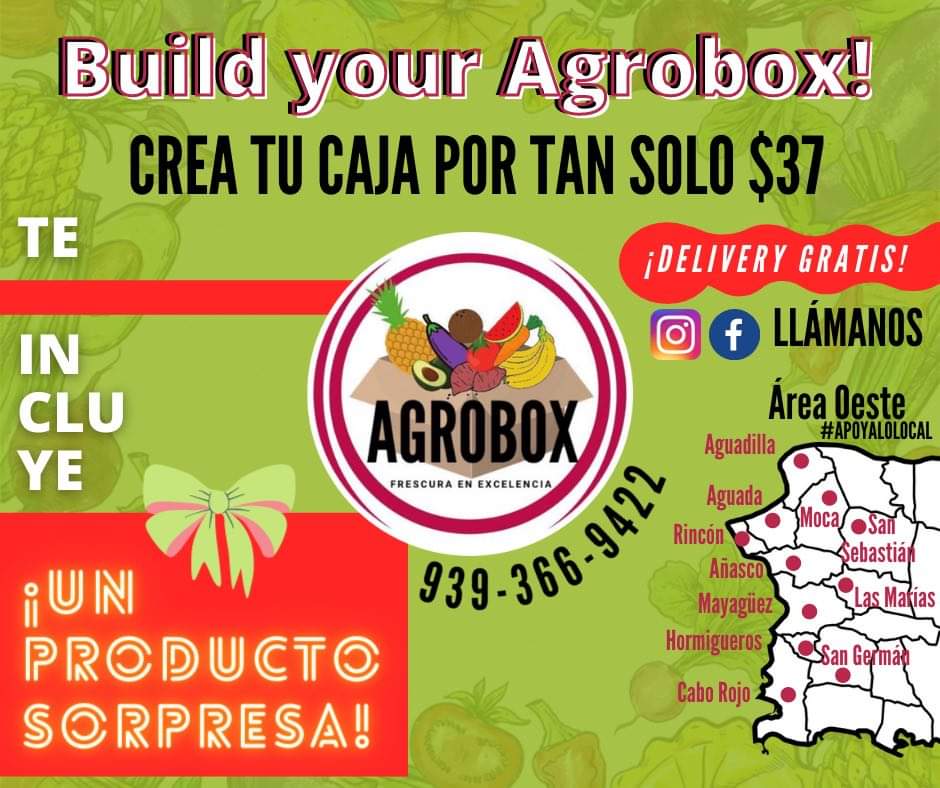 Build your Agrobox!
CREA TU CAJA POR TAN SOLO $37
TE
IN
CLU
YE
¡UN
PRODUCTO
SORPRESA!
AGROBOX
FRESCURA EN EXCELENCIA
939-366-9422
¡DELIVERY GRATIS!
LLÁMANOS
Área Oeste
#APOYALOLOCAL
Aguadilla
Aguada
Moca
San
Sebastián
Rincón
Añasco
Las Marías
Mayagüez
Hormigueros
San Germán
Cabo Rojo